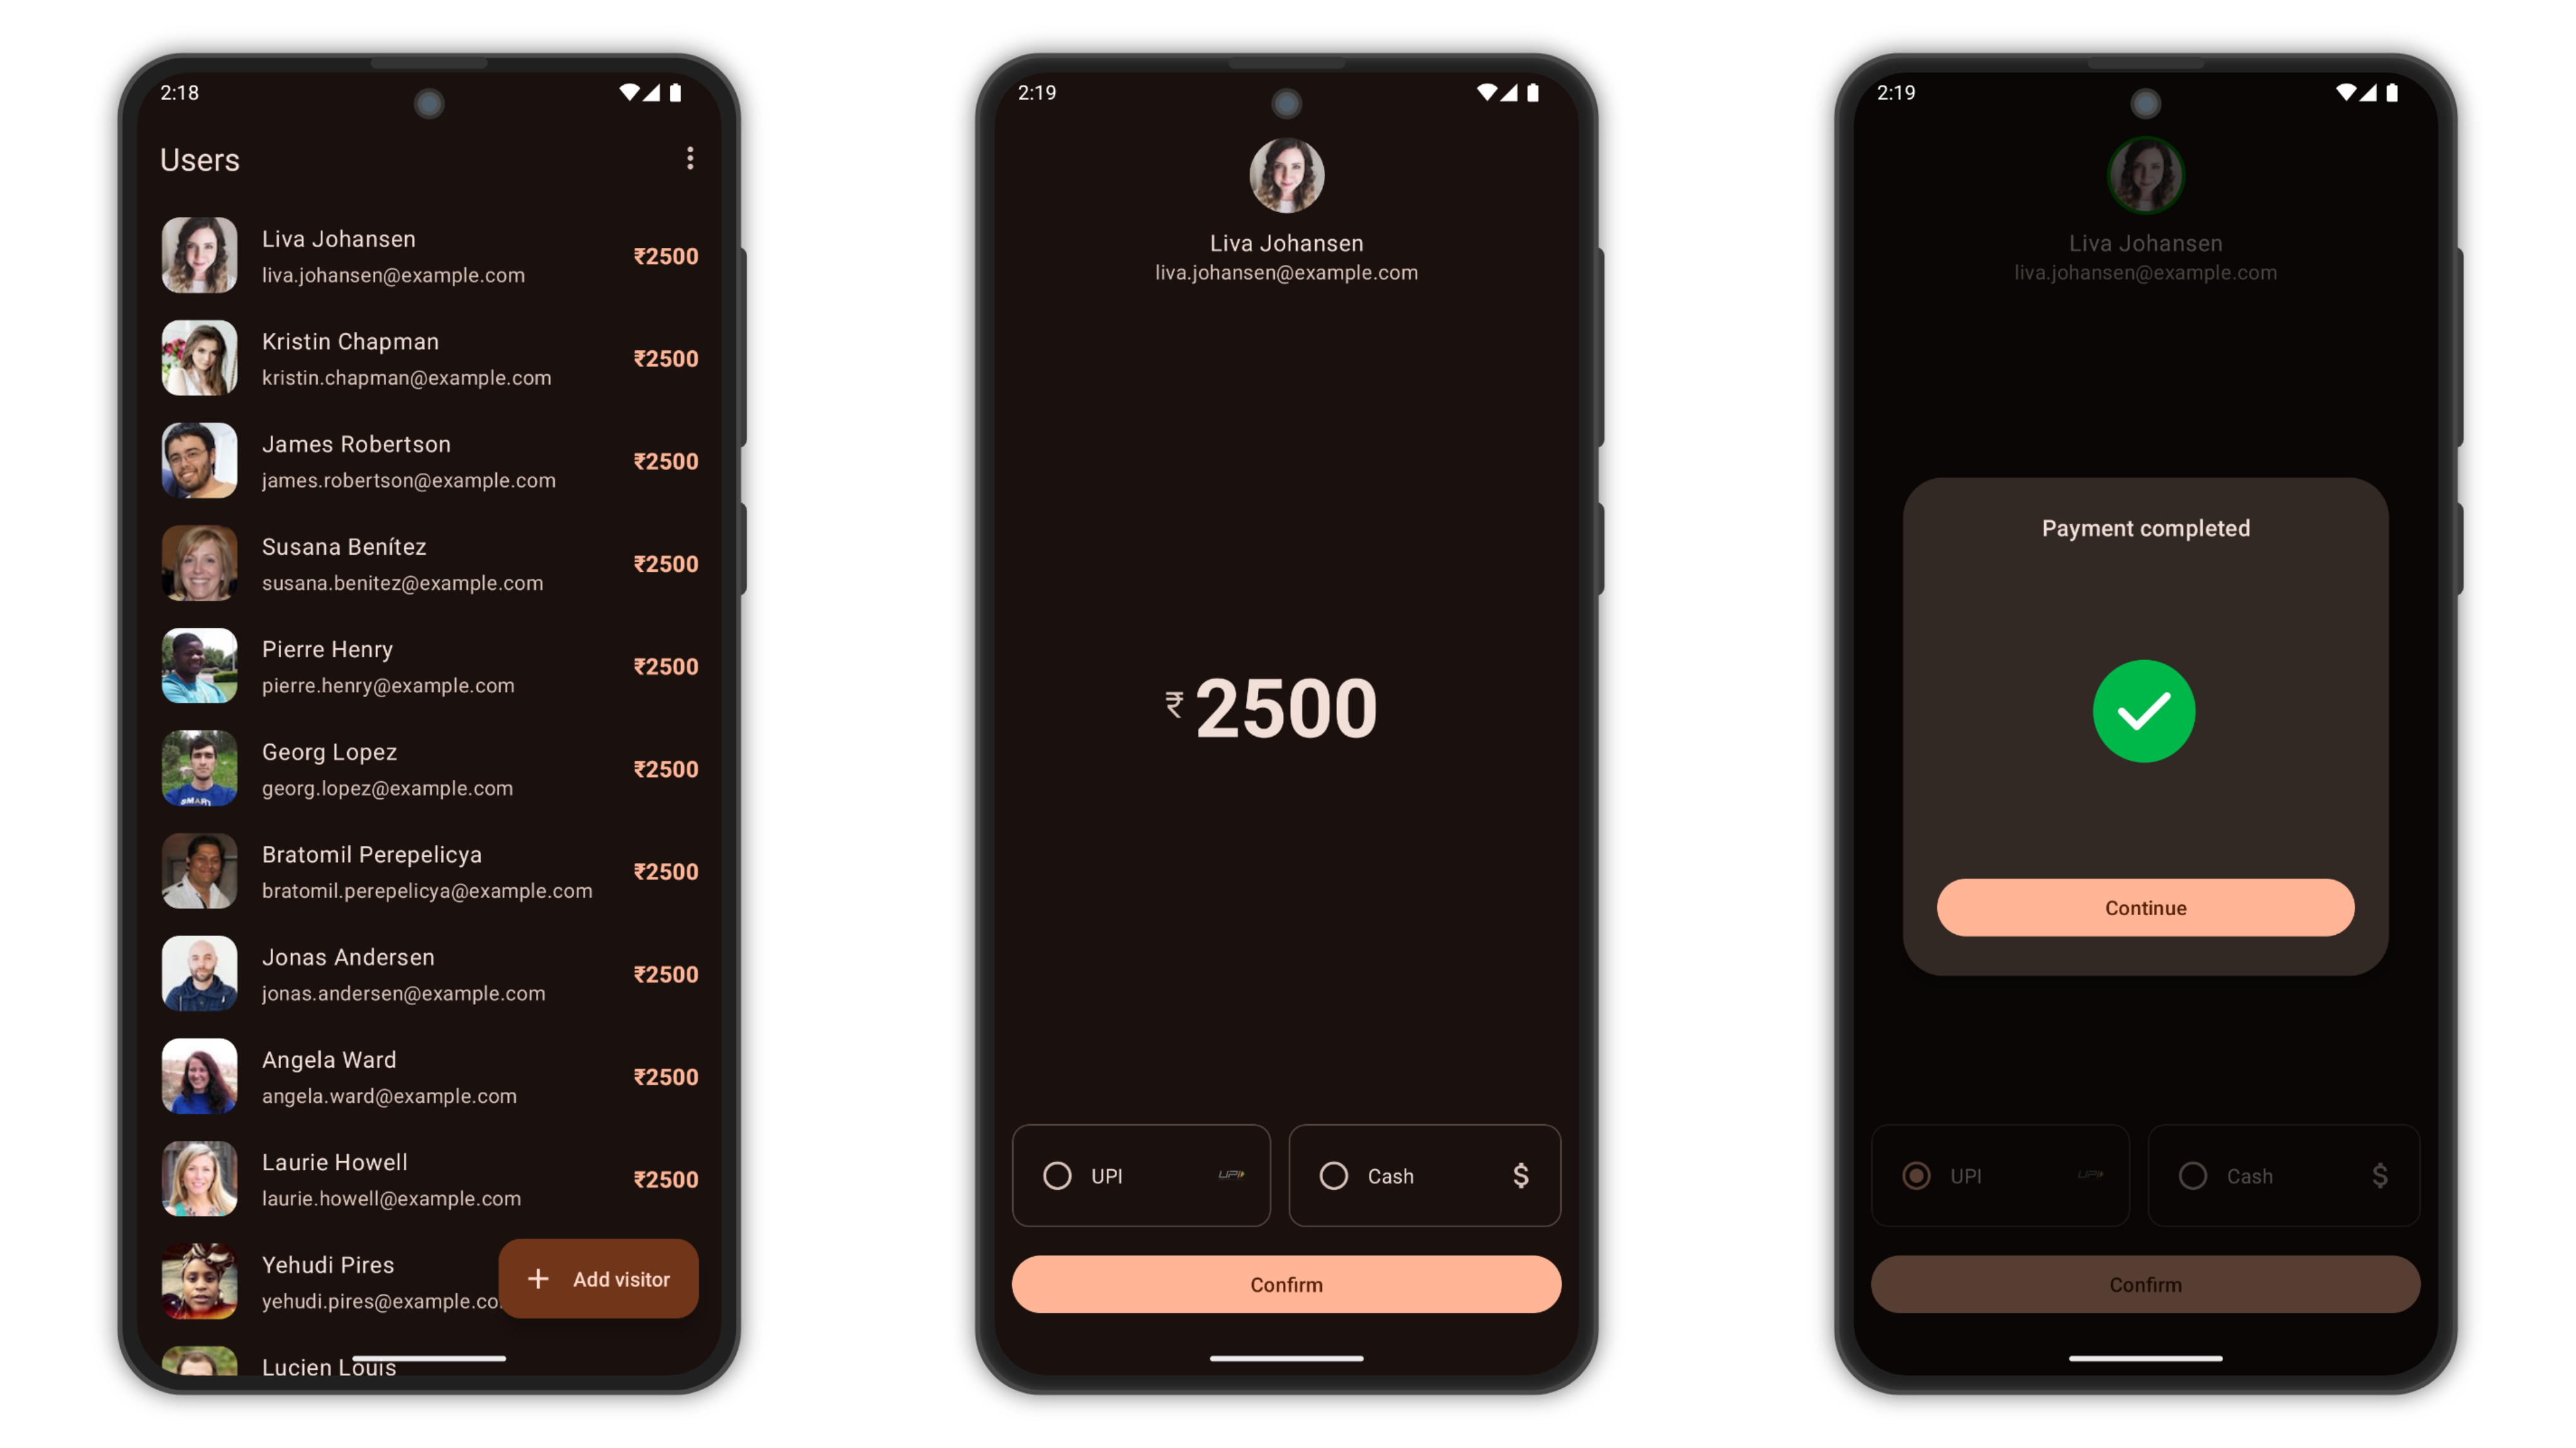 2:18
Users
Liva Johansen
₹2500
liva.johansen@example.com
Kristin Chapman
₹2500
kristin.chapman@example.com
James Robertson
₹2500
james.robertson@example.com
Susana Benítez
₹2500
susana.benitez@example.com
Pierre Henry
₹2500
pierre.henry@example.com
Georg Lopez
₹2500
georg.lopez@example.com
SMART
Bratomil Perepelicya
₹2500
bratomil.perepelicya@example.com
Jonas Andersen
₹2500
jonas.andersen@example.com
Angela Ward
₹2500
angela.ward@example.com
Laurie Howell
₹2500
laurie.howell@example.com
Yehudi Pires
yehudi.pires@example.co
+ Add visitor
Lucien Louis
2:19
Liva Johansen
liva.johansen@example.com
₹2500
UPI UPI
Cash $
Confirm
2:19
Liva Johansen
liva.johansen@example.com
Payment completed
Continue
UPI UPI
Cash $
Confirm